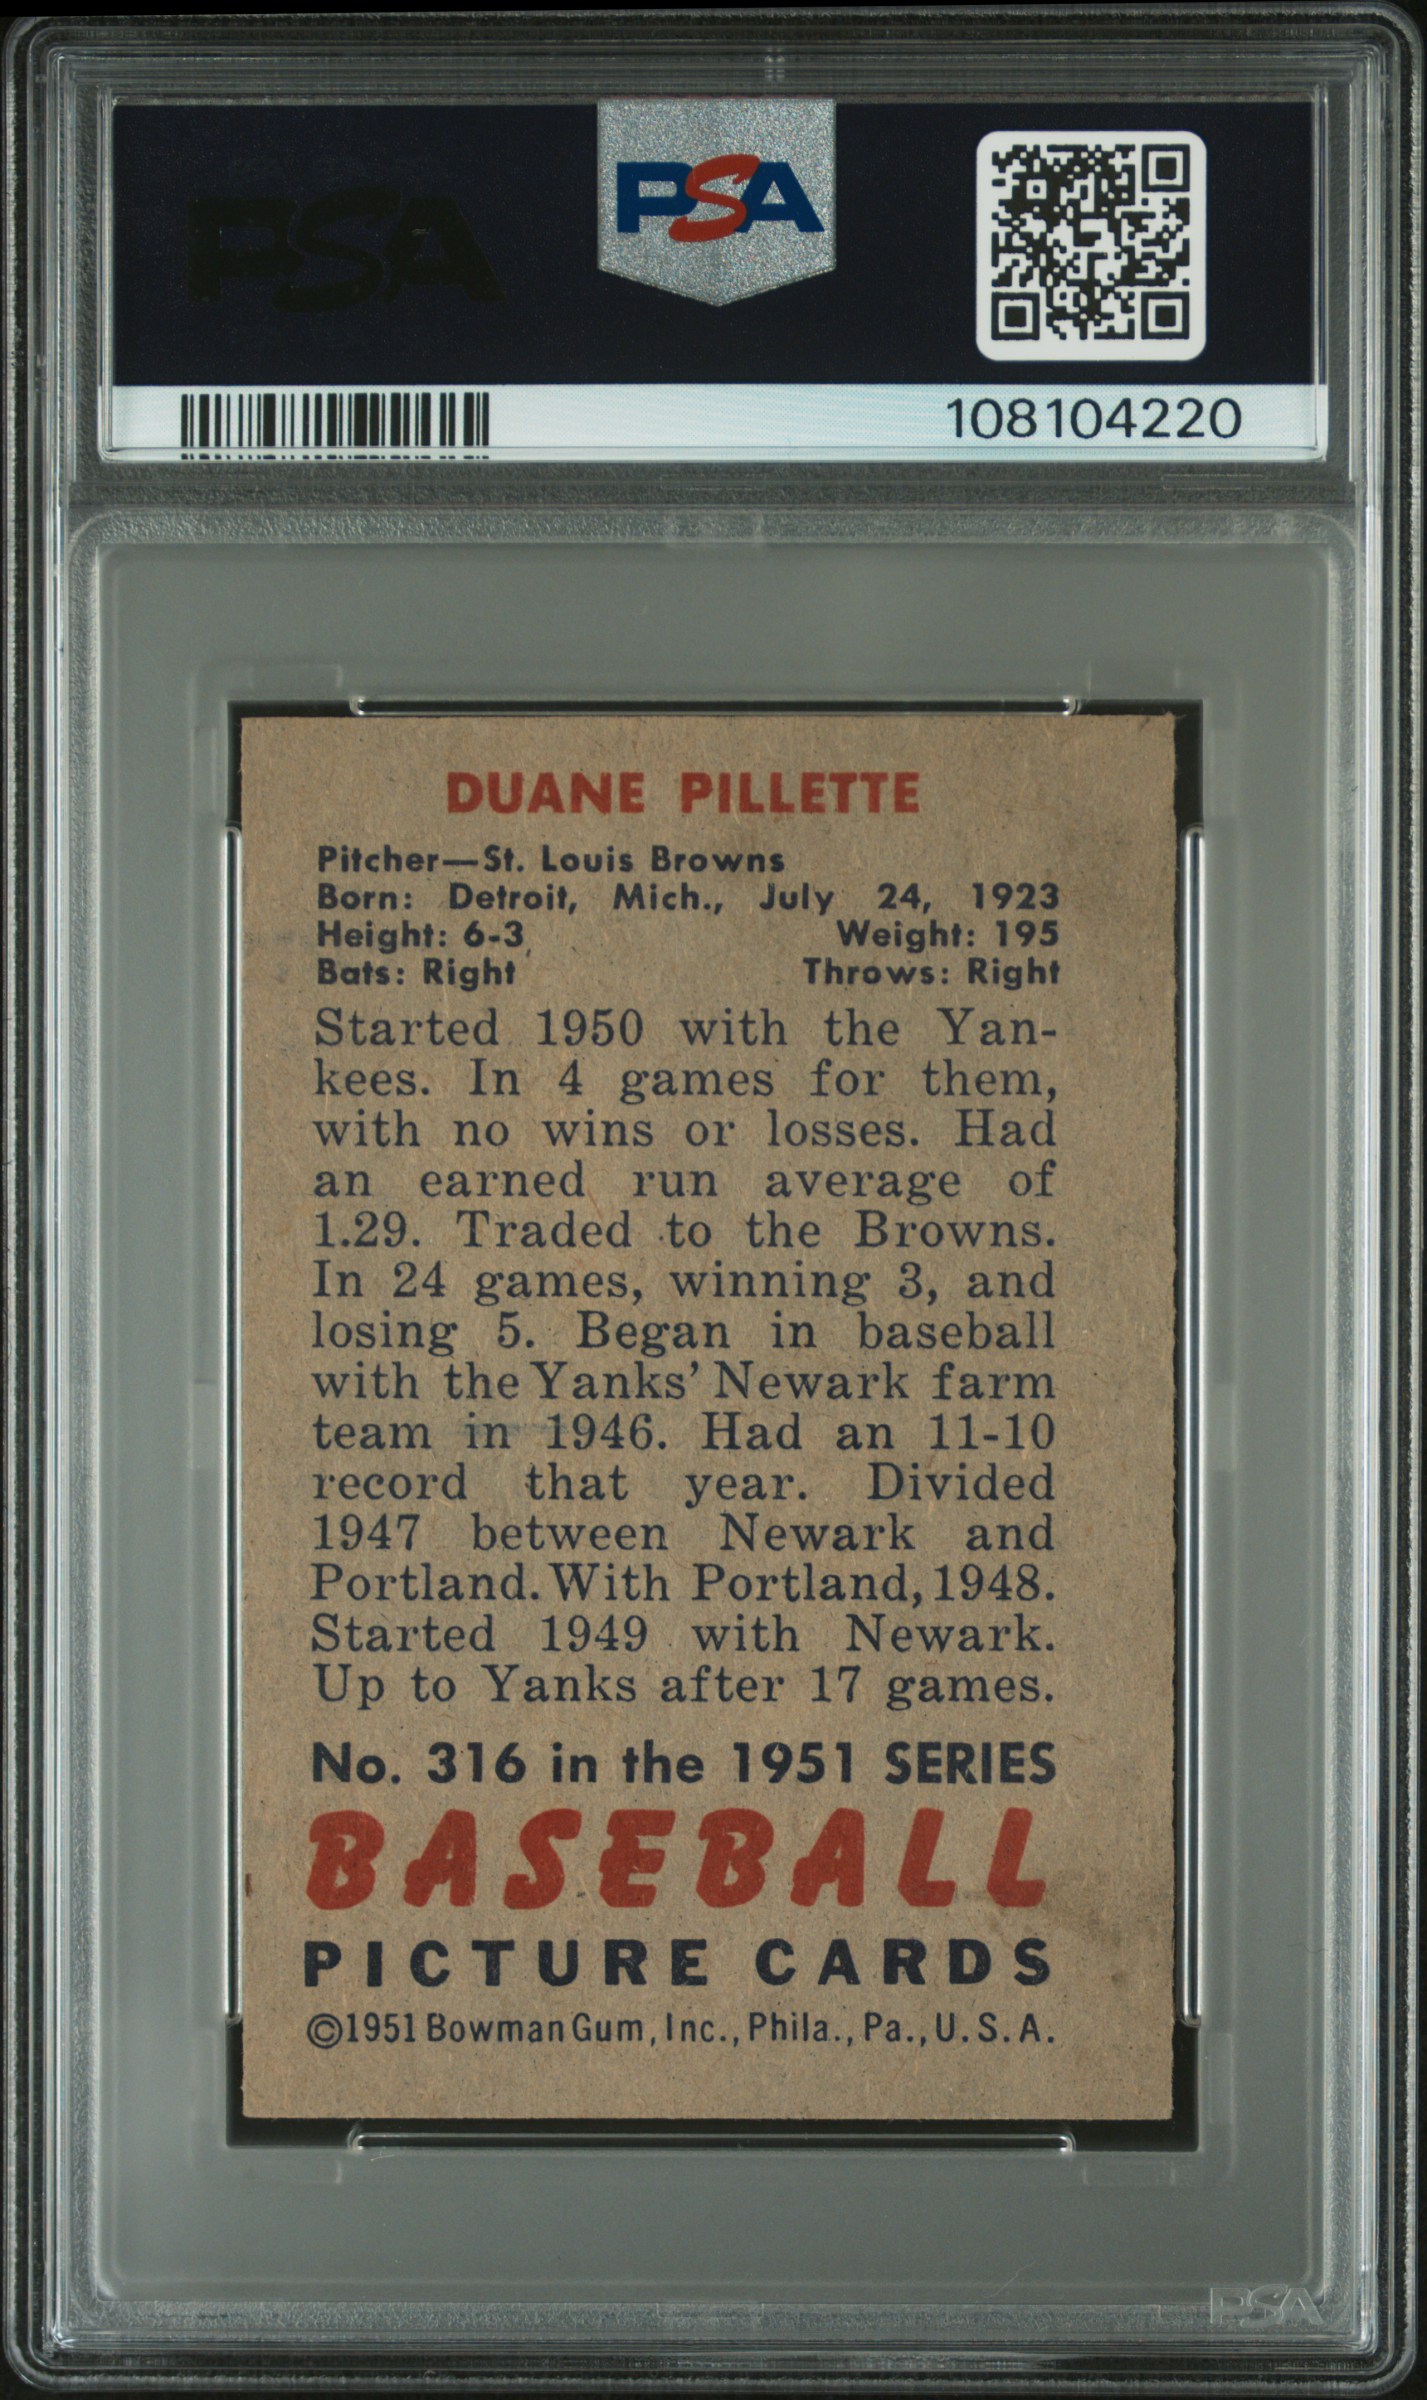 PSA
PSA
108104220
DUANE PILLETTE
Pitcher—St. Louis Browns
Born: Detroit, Mich., July 24, 1923
Height: 6-3 Weight: 195
Bats: Right Throws: Right
Started 1950 with the Yan-
kees. In 4 games for them,
with no wins or losses. Had
an earned run average of
1.29. Traded to the Browns.
In 24 games, winning 3, and
losing 5. Began in baseball
with the Yanks' Newark farm
team in 1946. Had an 11-10
record that year. Divided
1947 between Newark and
Portland. With Portland, 1948.
Started 1949 with Newark.
Up to Yanks after 17 games.
No. 316 in the 1951 SERIES
BASEBALL
PICTURE CARDS
©1951 Bowman Gum, Inc., Phila., Pa., U.S.A.
PSA